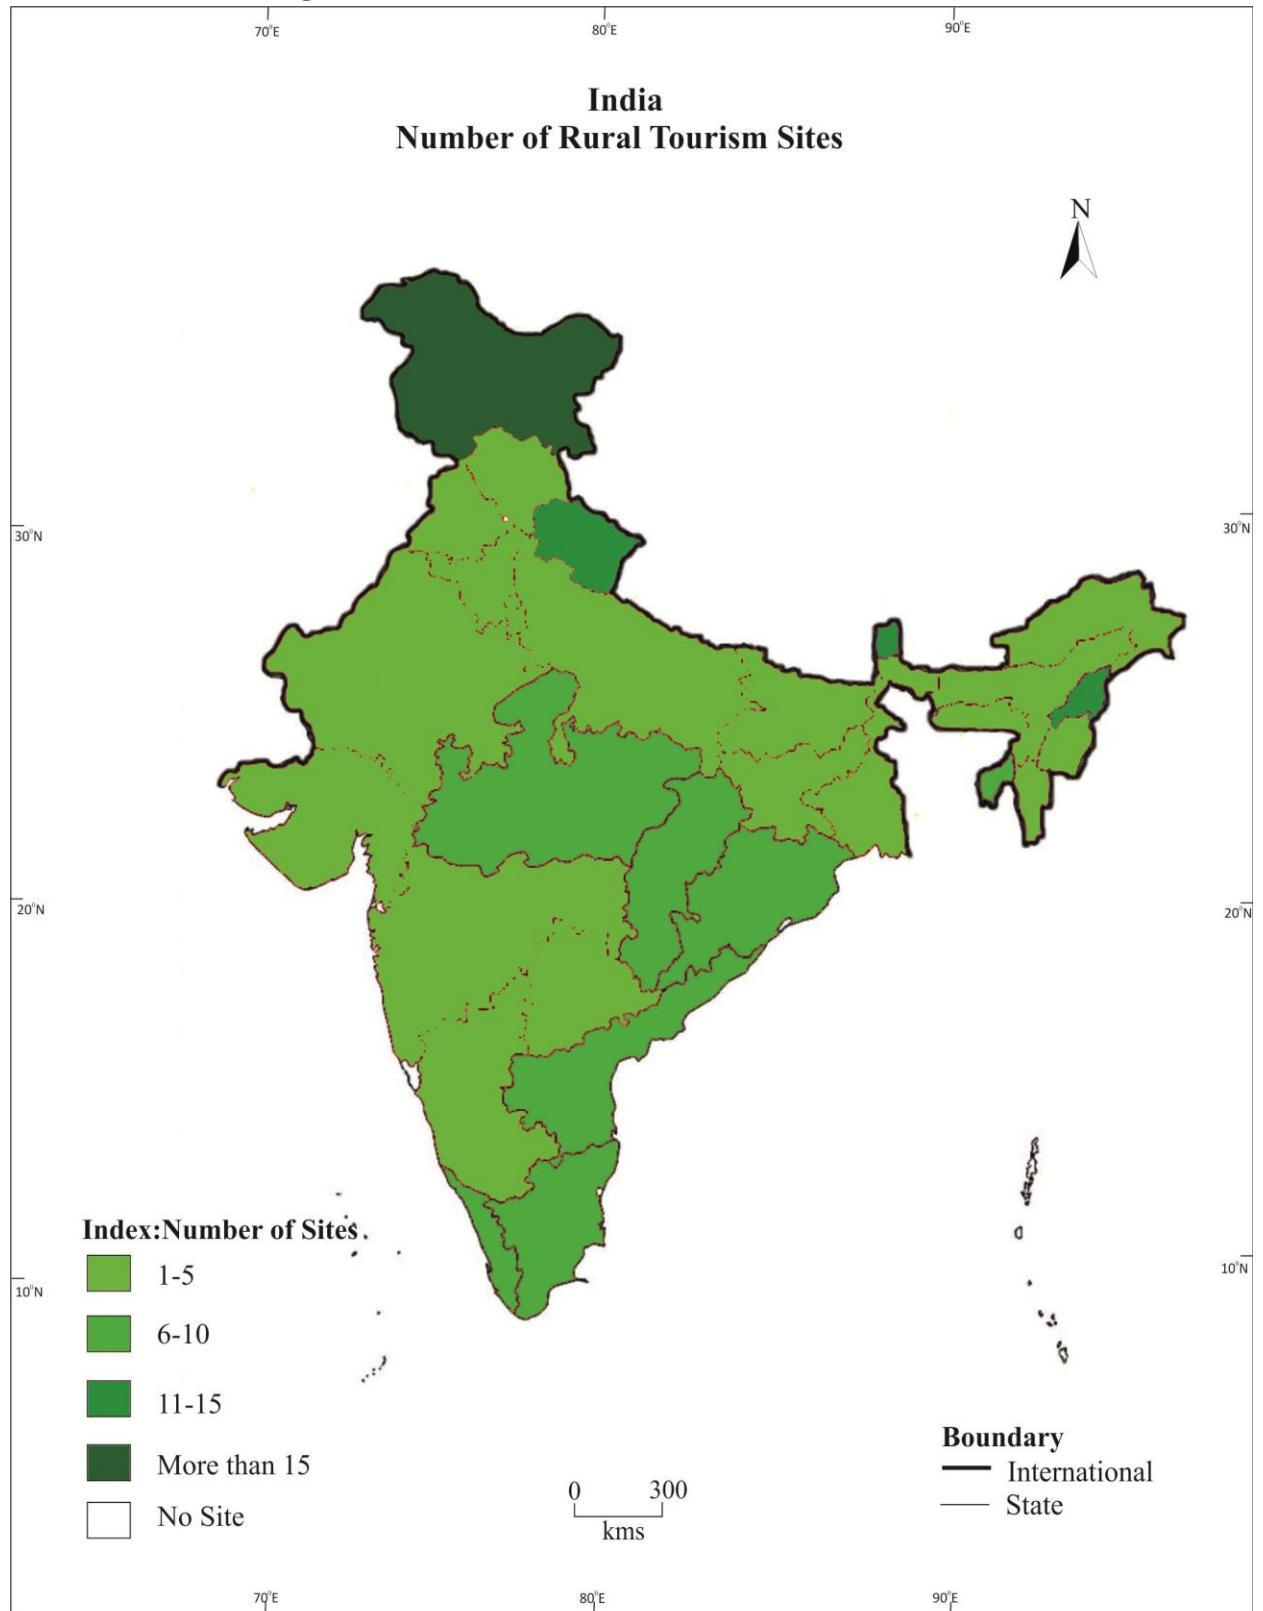 70°E 80°E 90°E
India
Number of Rural Tourism Sites
N
30°N 30°N
20°N 20°N
Index:Number of Sites
1-5
10°N 10°N
6-10
11-15
More than 15
No Site
0 300
kms
Boundary
International
State
70°E 80°E 90°E